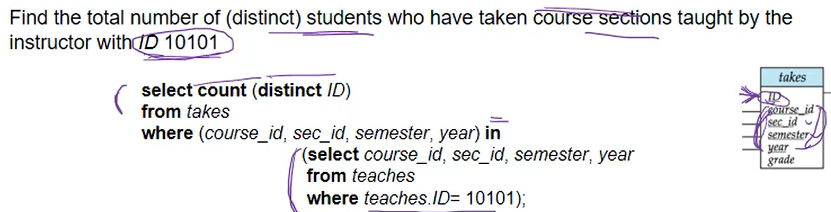 Find the total number of (distinct) students who have taken course sections taught by the
instructor with ID 10101
select count (distinct ID)
from takes
where (course_id, sec_id, semester, year) in
(select course_id, sec_id, semester, year
from teaches
where teaches.ID= 10101);
takes
ID
course_id
sec_id
semester
year
grade